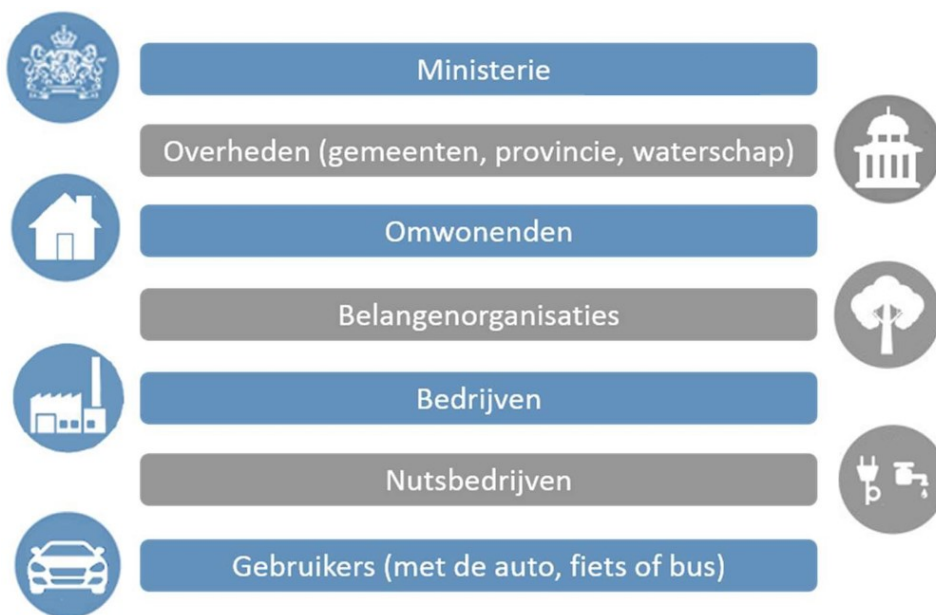 Ministerie
Overheden (gemeenten, provincie, waterschap)
Omwonenden
Belangenorganisaties
Bedrijven
Nutsbedrijven
Gebruikers (met de auto, fiets of bus)